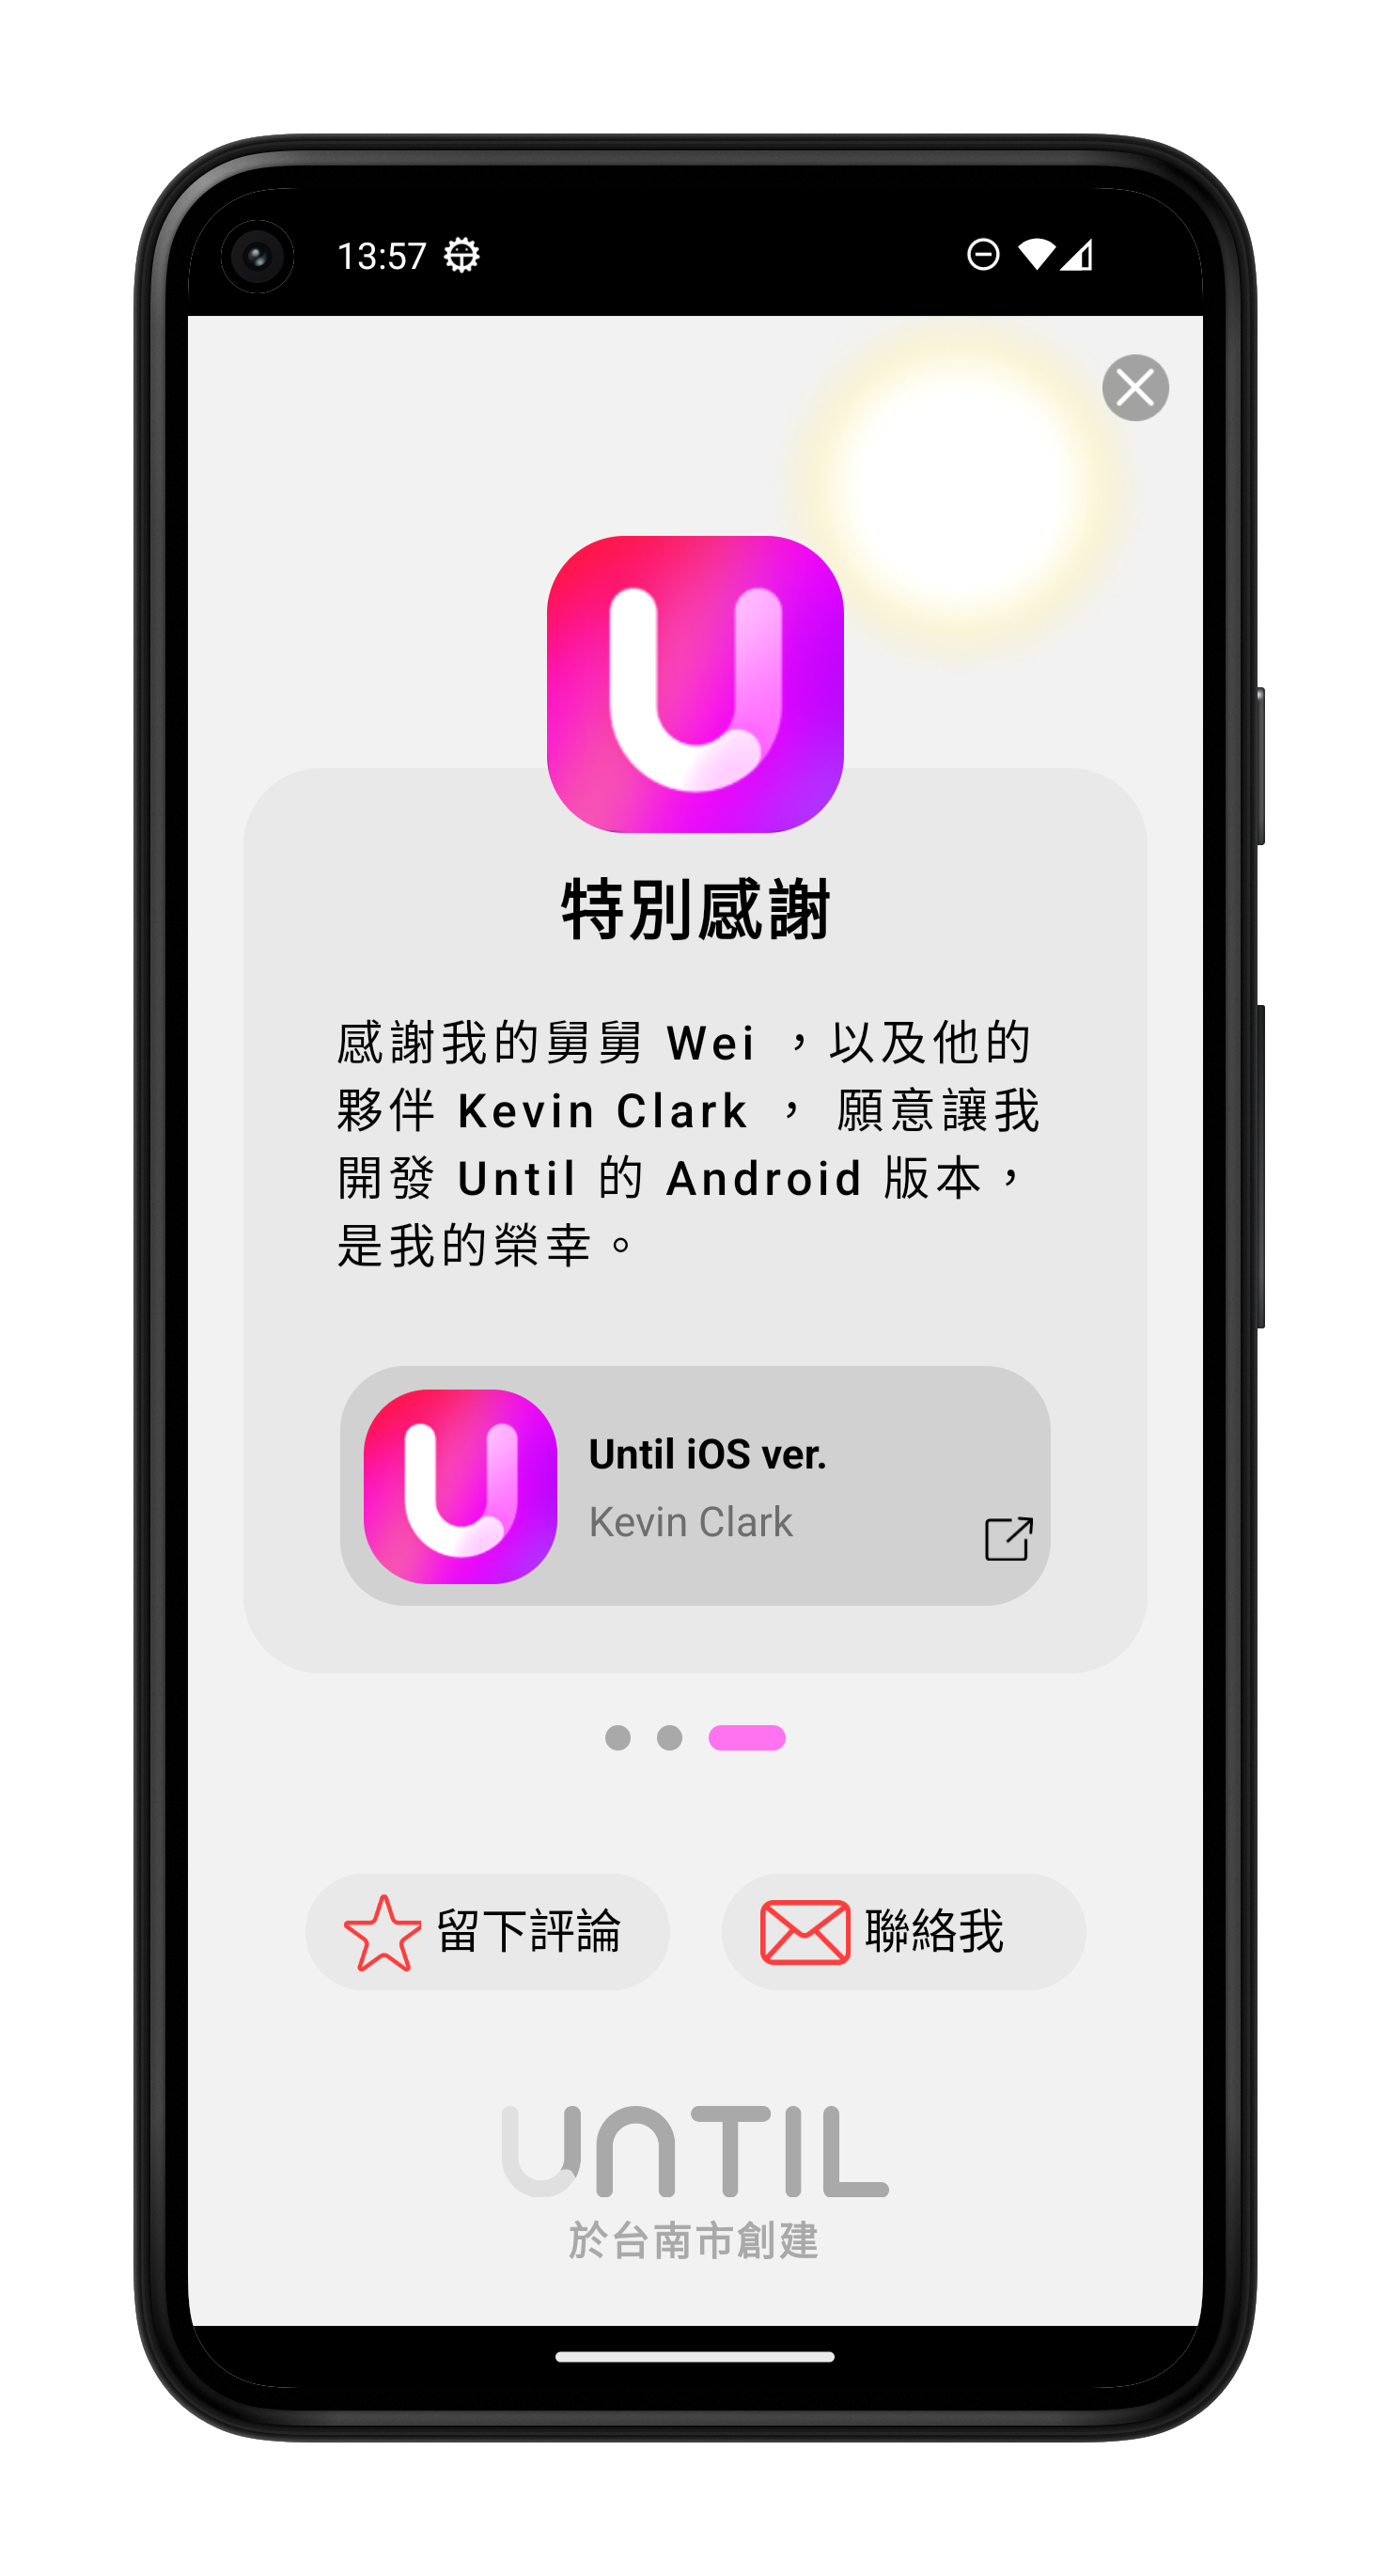 13:57
特別感謝
感謝我的舅舅 Wei ，以及他的
夥伴 Kevin Clark ， 願意讓我
開發 Until 的 Android 版本，
是我的榮幸。
Until iOS ver.
Kevin Clark
留下評論
聯絡我
UNTIL
於台南市創建